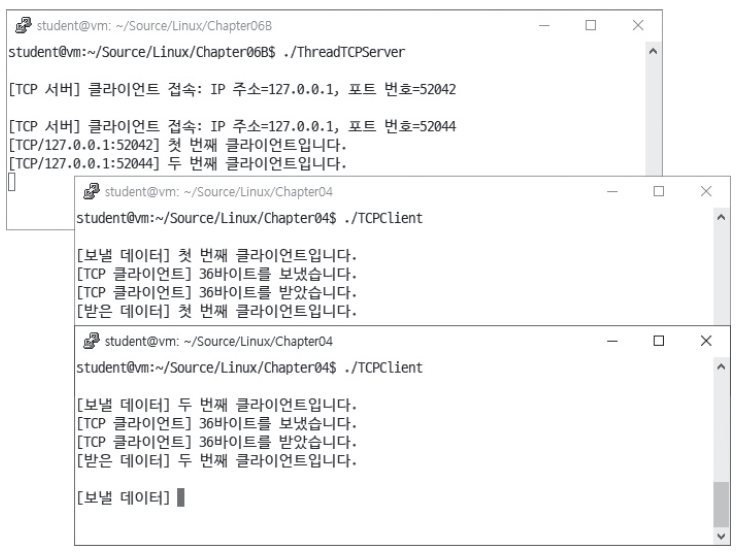 student@vm: ~/Source/Linux/Chapter06B
student@vm:~/Source/Linux/Chapter06B$ ./ThreadTCPServer
[TCP 서버] 클라이언트 접속: IP 주소=127.0.0.1, 포트 번호=52042
[TCP 서버] 클라이언트 접속: IP 주소=127.0.0.1, 포트 번호=52044
[TCP/127.0.0.1:52042] 첫 번째 클라이언트입니다.
[TCP/127.0.0.1:52044] 두 번째 클라이언트입니다.
student@vm: ~/Source/Linux/Chapter04
student@vm:~/Source/Linux/Chapter04$ ./TCPClient
[보낼 데이터] 첫 번째 클라이언트입니다.
[TCP 클라이언트] 36바이트를 보냈습니다.
[TCP 클라이언트] 36바이트를 받았습니다.
[받은 데이터] 첫 번째 클라이언트입니다.
student@vm: ~/Source/Linux/Chapter04
student@vm:~/Source/Linux/Chapter04$ ./TCPClient
[보낼 데이터] 두 번째 클라이언트입니다.
[TCP 클라이언트] 36바이트를 보냈습니다.
[TCP 클라이언트] 36바이트를 받았습니다.
[받은 데이터] 두 번째 클라이언트입니다.
[보낼 데이터]